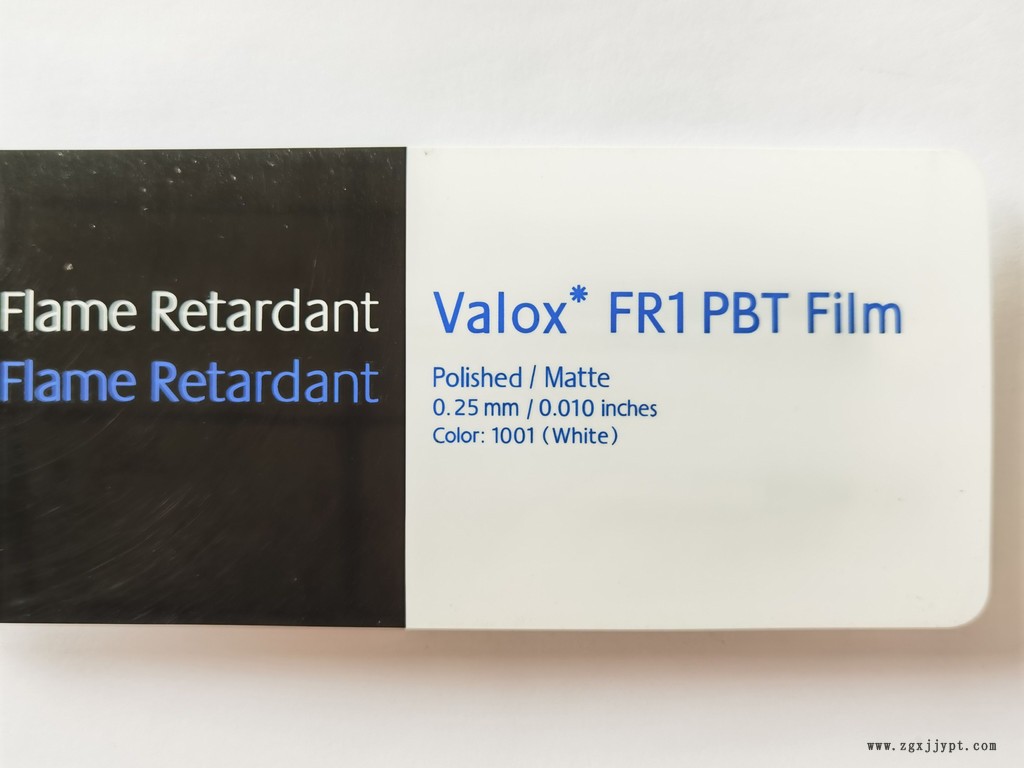 Flame Retardant
Flame Retardant
Valox* FR1 PBT Film
Polished / Matte
0.25 mm / 0.010 inches
Color: 1001 (White)
www.zgxjjypt.com